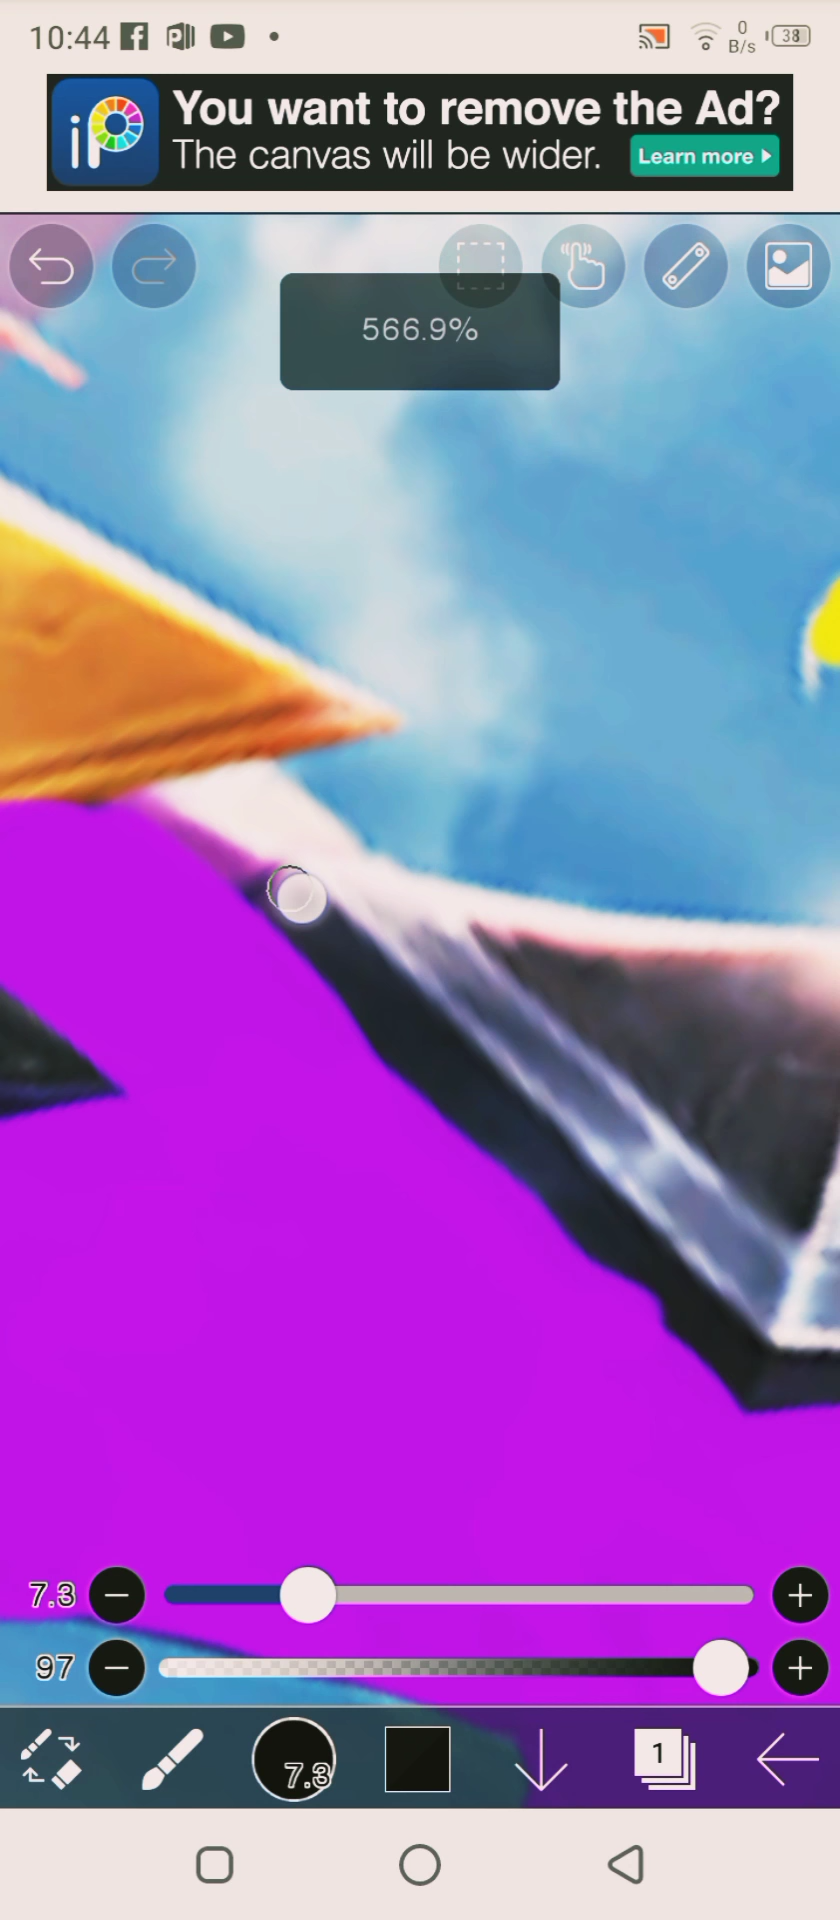 10:44
0
B/s
38
iP
You want to remove the Ad?
The canvas will be wider.
Learn more
566.9%
7.3
97
7.3
1